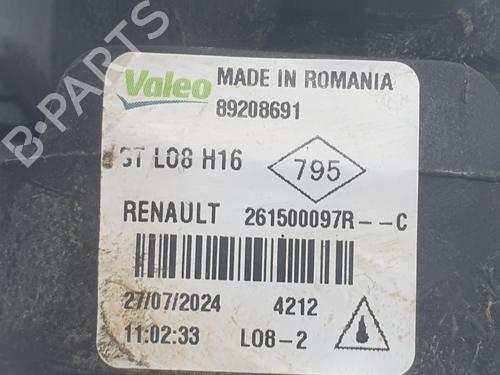 B-PARTS
Valeo MADE IN ROMANIA
89208691
ST L08 H16
795
RENAULT 261500097R--C
27/07/2024 4212
11:02:33 L08-2